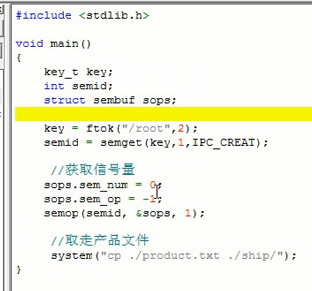 #include <stdlib.h>
void main()
{
key_t key;
int semid;
struct sembuf sops;
key = ftok("/root",2);
semid = semget(key,1,IPC_CREAT);
//获取信号量
sops.sem_num = 0;
sops.sem_op = -1;
semop(semid, &sops, 1);
//取走产品文件
system("cp ./product.txt ./ship/");
}